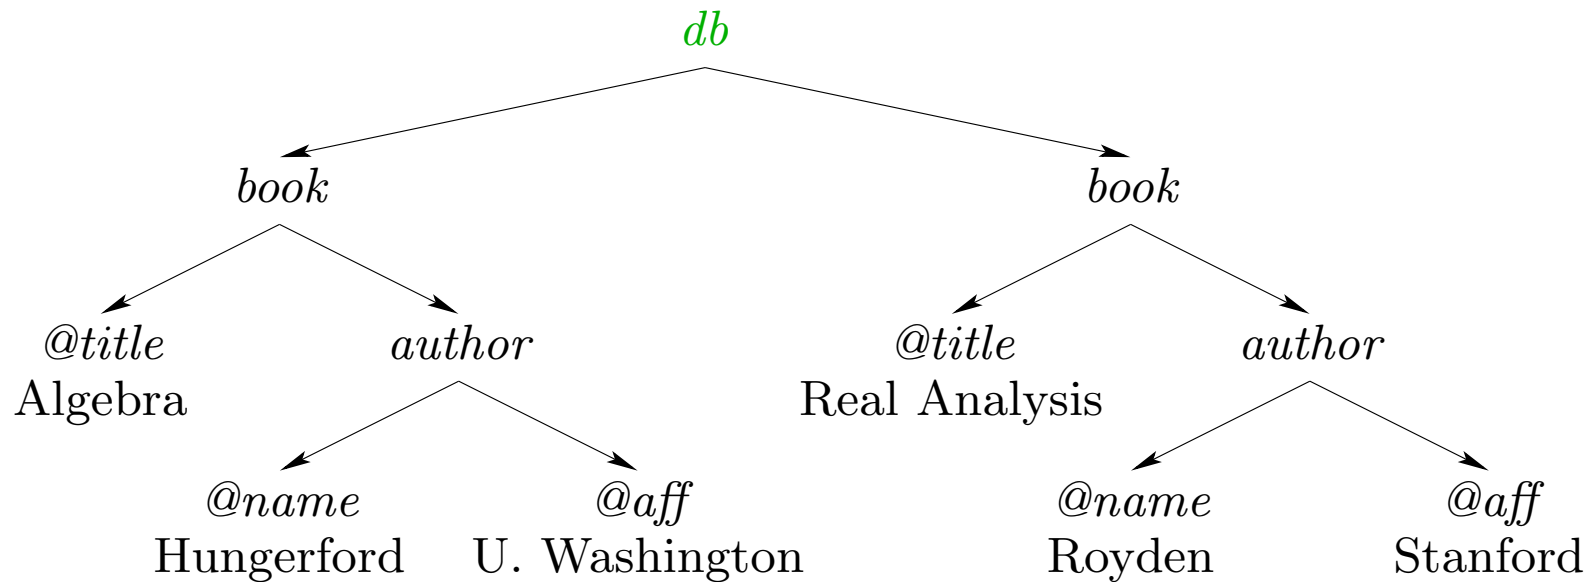 db
book book
@title author @title author
Algebra Real Analysis
@name @aff @name @aff
Hungerford U. Washington Royden Stanford